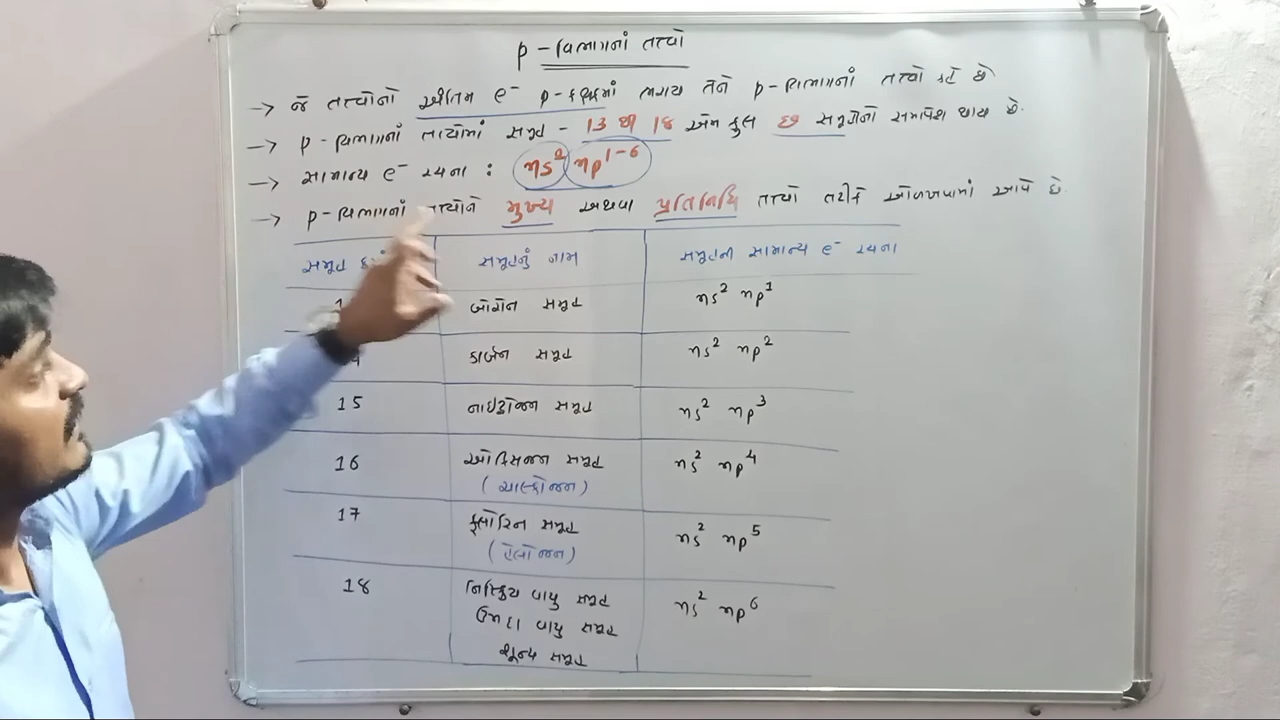 p - વિભાગનાં તત્વો
→ જે તત્વોનો અંતિમ e⁻ p-કક્ષકમાં ભરાય તેને p-વિભાગનાં તત્વો કહે છે
→ p-વિભાગનાં તત્વોમાં સમૂહ - 13 થી 18 એમ કુલ છ સમૂહોનો સમાવેશ થાય છે.
→ સામાન્ય e⁻ રચના : ns² np¹⁻⁶
→ p-વિભાગનાં તત્વોને મુખ્ય અથવા પ્રતિનિધિ તત્વો તરીકે ઓળખવામાં આવે છે.
સમૂહ સમૂહનું નામ સમૂહની સામાન્ય e⁻ રચના
1 બોરોન સમૂહ ns² np¹
કાર્બન સમૂહ ns² np²
15 નાઈટ્રોજન સમૂહ ns² np³
16 ઓક્સિજન સમૂહ ns² np⁴
(ચાલ્કોજન)
17 ફ્લોરિન સમૂહ ns² np⁵
(હેલોજન)
18 નિષ્ક્રિય વાયુ સમૂહ ns² np⁶
ઉમદા વાયુ સમૂહ
શૂન્ય સમૂહ